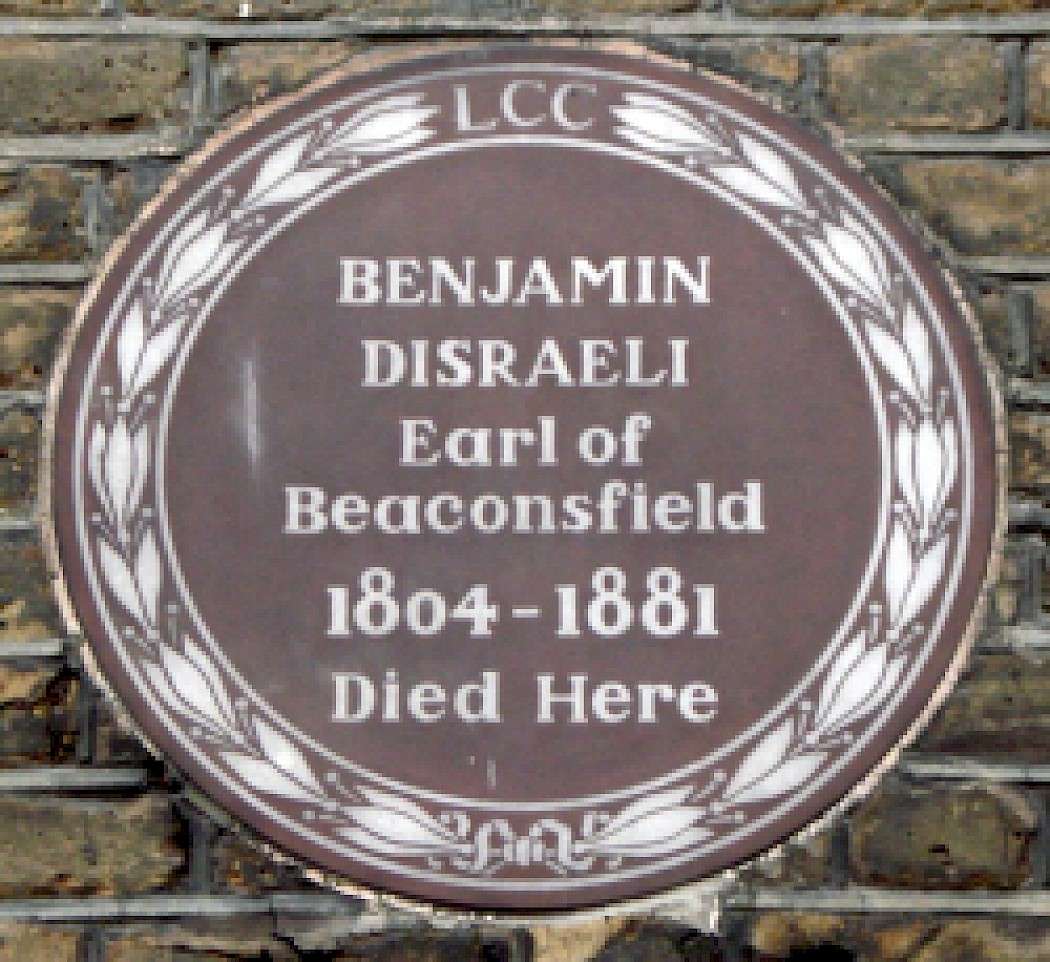 LCC
BENJAMIN
DISRAELI
Earl of
Beaconsfield
1804-1881
Died Here